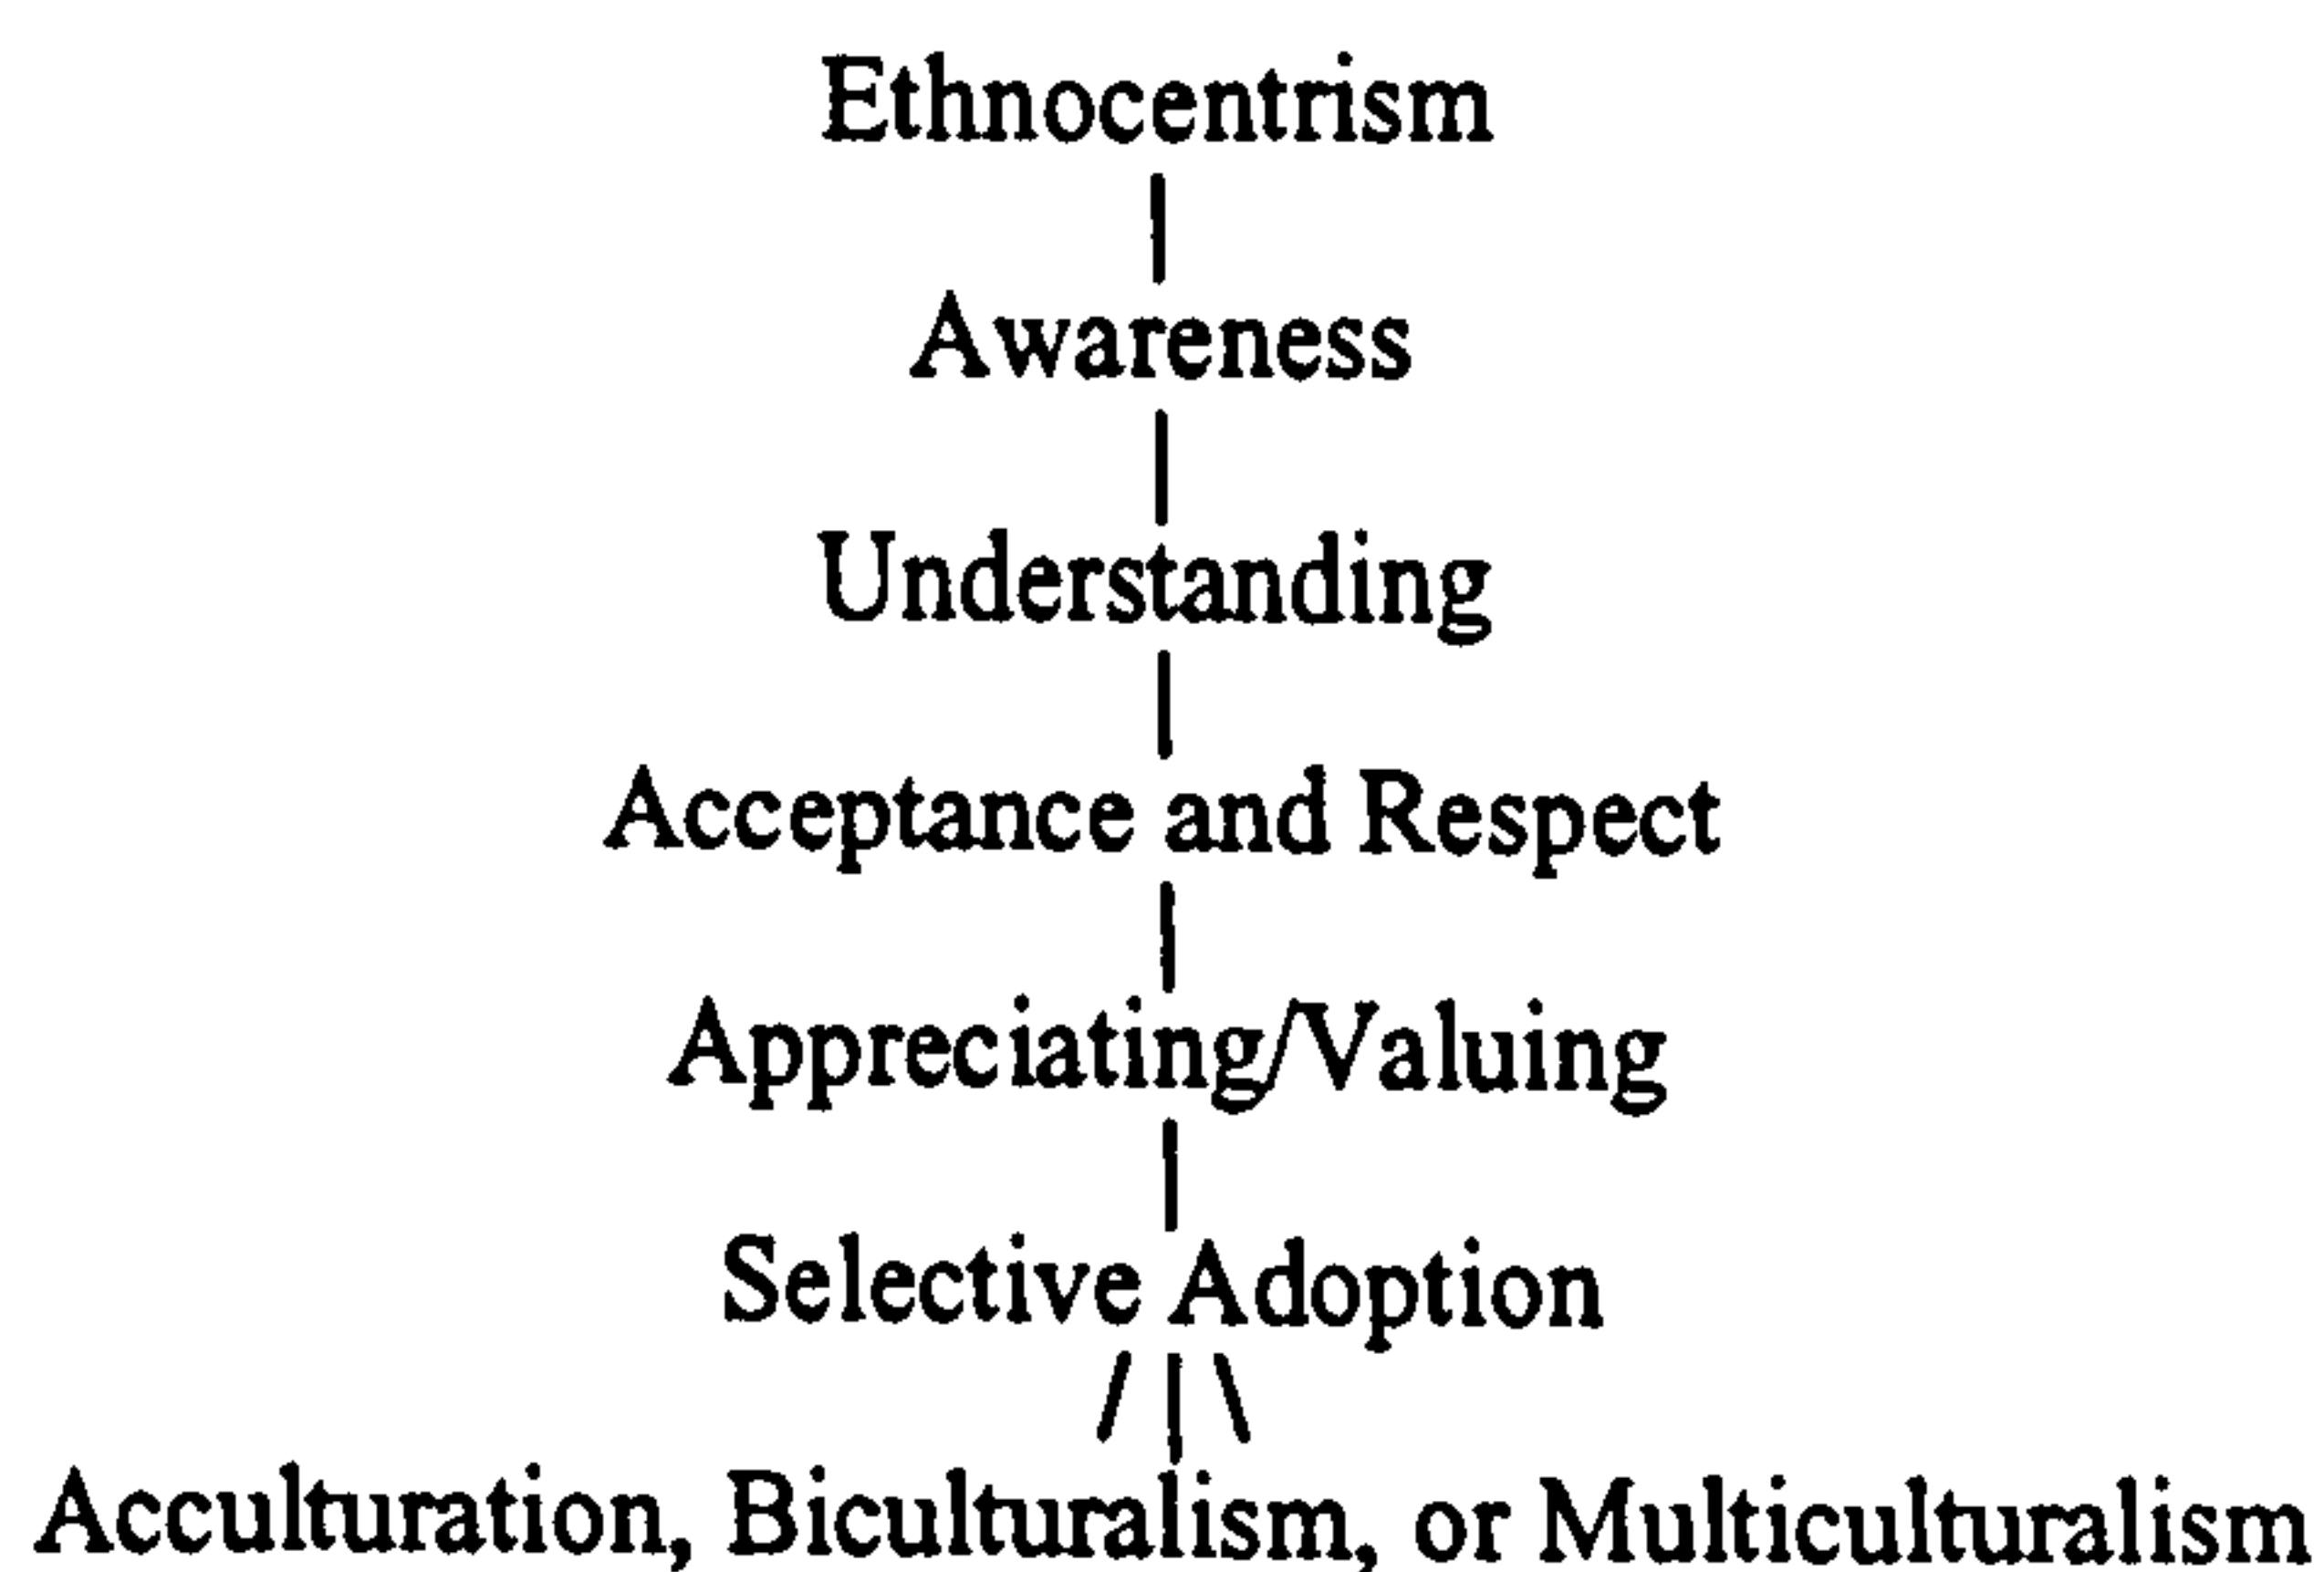 Ethnocentrism
Awareness
Understanding
Acceptance and Respect
Appreciating/Valuing
Selective Adoption
Acculturation, Biculturalism, or Multiculturalism